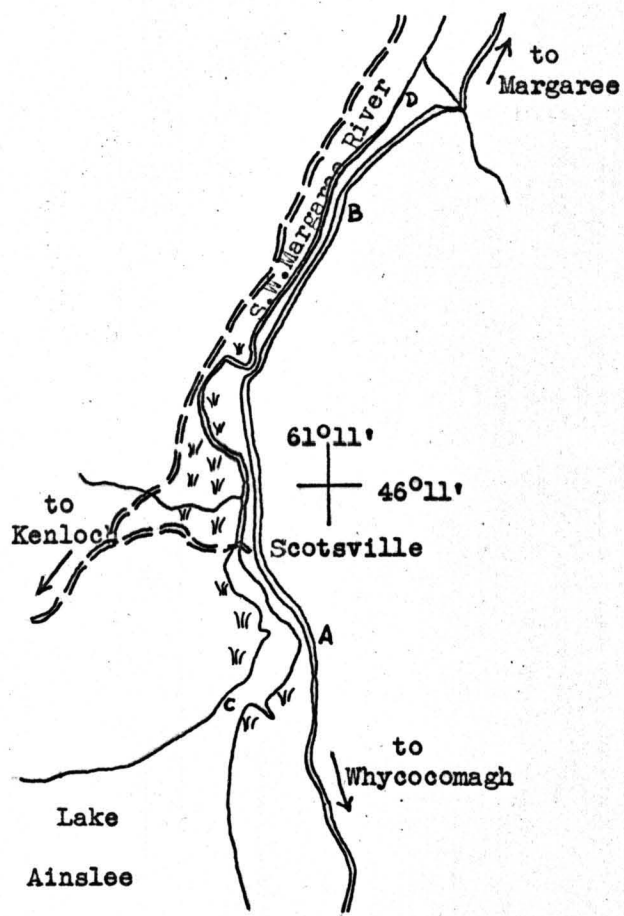 to
Margaree
D
S.W.Margaree River
B
61°11'
46°11'
to
Kenloch
Scotsville
A
C
to
Whycocomagh
Lake
Ainslee